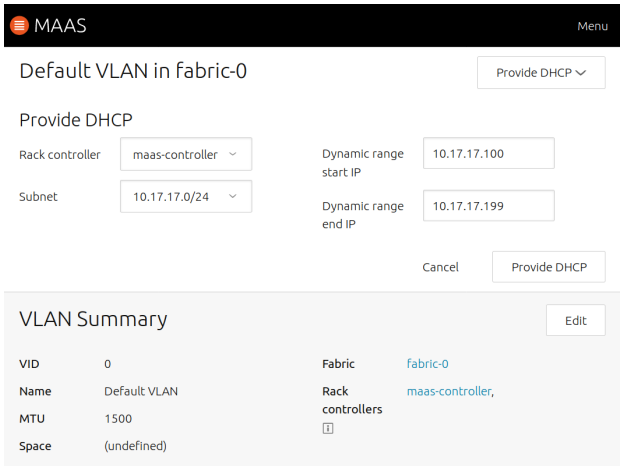 MAAS
Menu
Default VLAN in fabric-0
Provide DHCP
Provide DHCP
Rack controller
maas-controller
Subnet
10.17.17.0/24
Dynamic range
start IP
10.17.17.100
Dynamic range
end IP
10.17.17.199
Cancel
Provide DHCP
VLAN Summary
Edit
VID
0
Name
Default VLAN
MTU
1500
Space
(undefined)
Fabric
fabric-0
Rack
controllers
maas-controller,